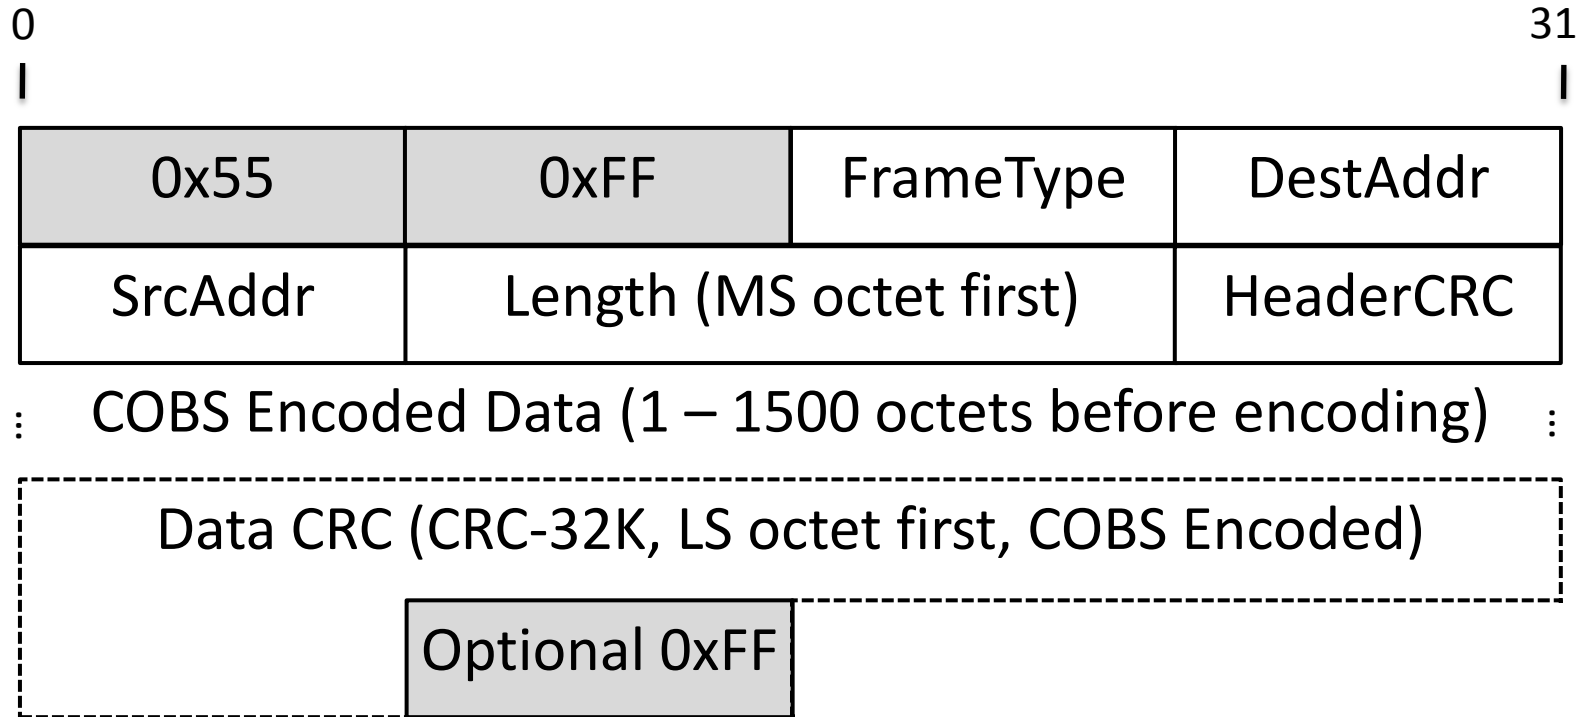 0 31
0x55 0xFF FrameType DestAddr
SrcAddr Length (MS octet first) HeaderCRC
COBS Encoded Data (1 – 1500 octets before encoding)
Data CRC (CRC-32K, LS octet first, COBS Encoded)
Optional 0xFF